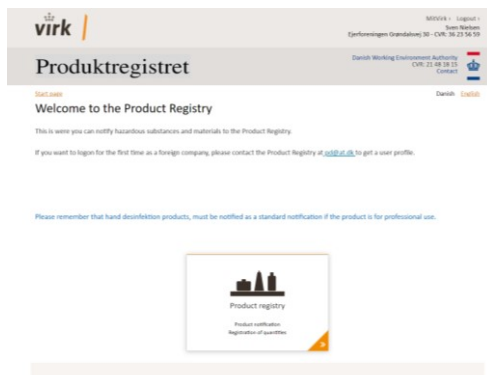 virk
MitVirk › Logout ›
Sven Nielsen
Ejerforeningen Grøndalsvej 30 - CVR: 36 23 56 59
Produktregistret
Danish Working Environment Authority
CVR: 21 48 18 15
Contact
Start page
Danish English
Welcome to the Product Registry
This is were you can notify hazardous substances and materials to the Product Registry.
If you want to logon for the first time as a foreign company, please contact the Product Registry at pd@at.dk to get a user profile.
Please remember that hand desinfektion products, must be notified as a standard notification if the product is for professional use.
Product registry
Product notification
Registration of quantities